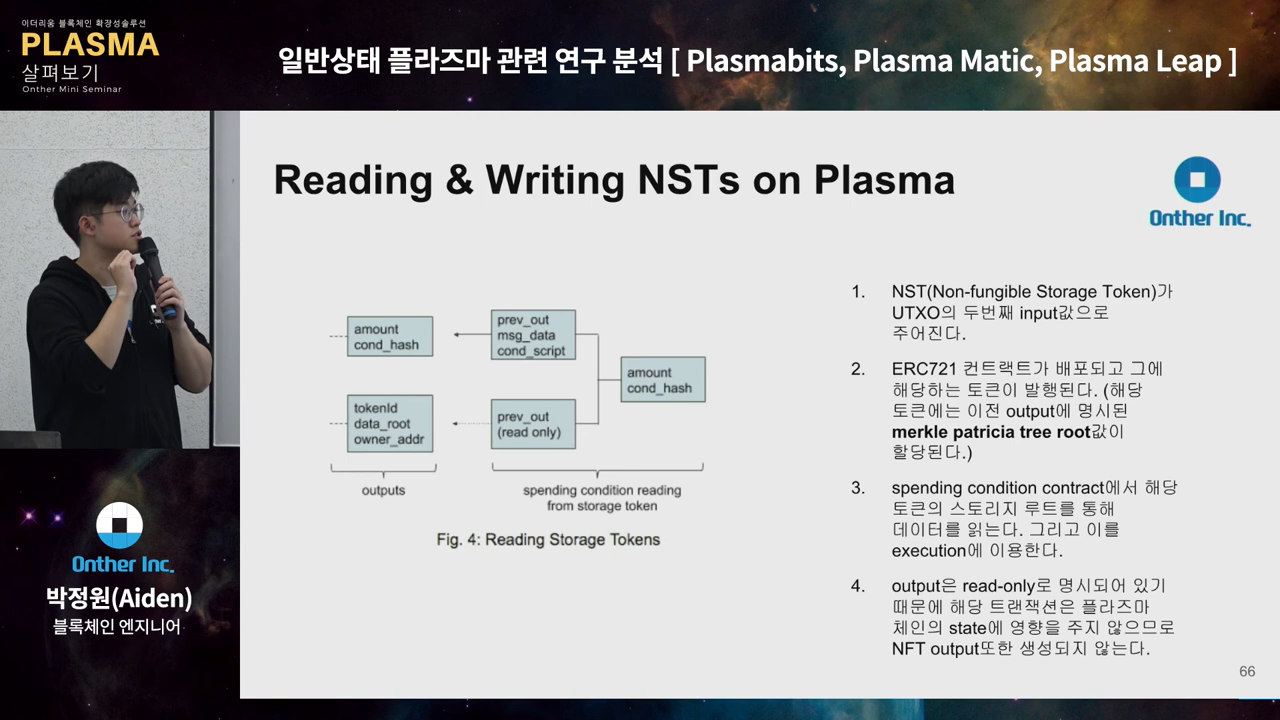 이더리움 블록체인 확장성솔루션
PLASMA
살펴보기
Onther Mini Seminar
일반상태 플라즈마 관련 연구 분석 [ Plasmabits, Plasma Matic, Plasma Leap ]
Reading & Writing NSTs on Plasma
Onther Inc.
amount
cond_hash
prev_out
msg_data
cond_script
amount
cond_hash
tokenId
data_root
owner_addr
prev_out
(read only)
outputs
spending condition reading
from storage token
Fig. 4: Reading Storage Tokens
1. NST(Non-fungible Storage Token)가
UTXO의 두번째 input값으로
주어진다.
2. ERC721 컨트랙트가 배포되고 그에
해당하는 토큰이 발행된다. (해당
토큰에는 이전 output에 명시된
merkle patricia tree root값이
할당된다.)
3. spending condition contract에서 해당
토큰의 스토리지 루트를 통해
데이터를 읽는다. 그리고 이를
execution에 이용한다.
4. output은 read-only로 명시되어 있기
때문에 해당 트랜잭션은 플라즈마
체인의 state에 영향을 주지 않으므로
NFT output또한 생성되지 않는다.
66
Onther Inc.
박정원(Aiden)
블록체인 엔지니어